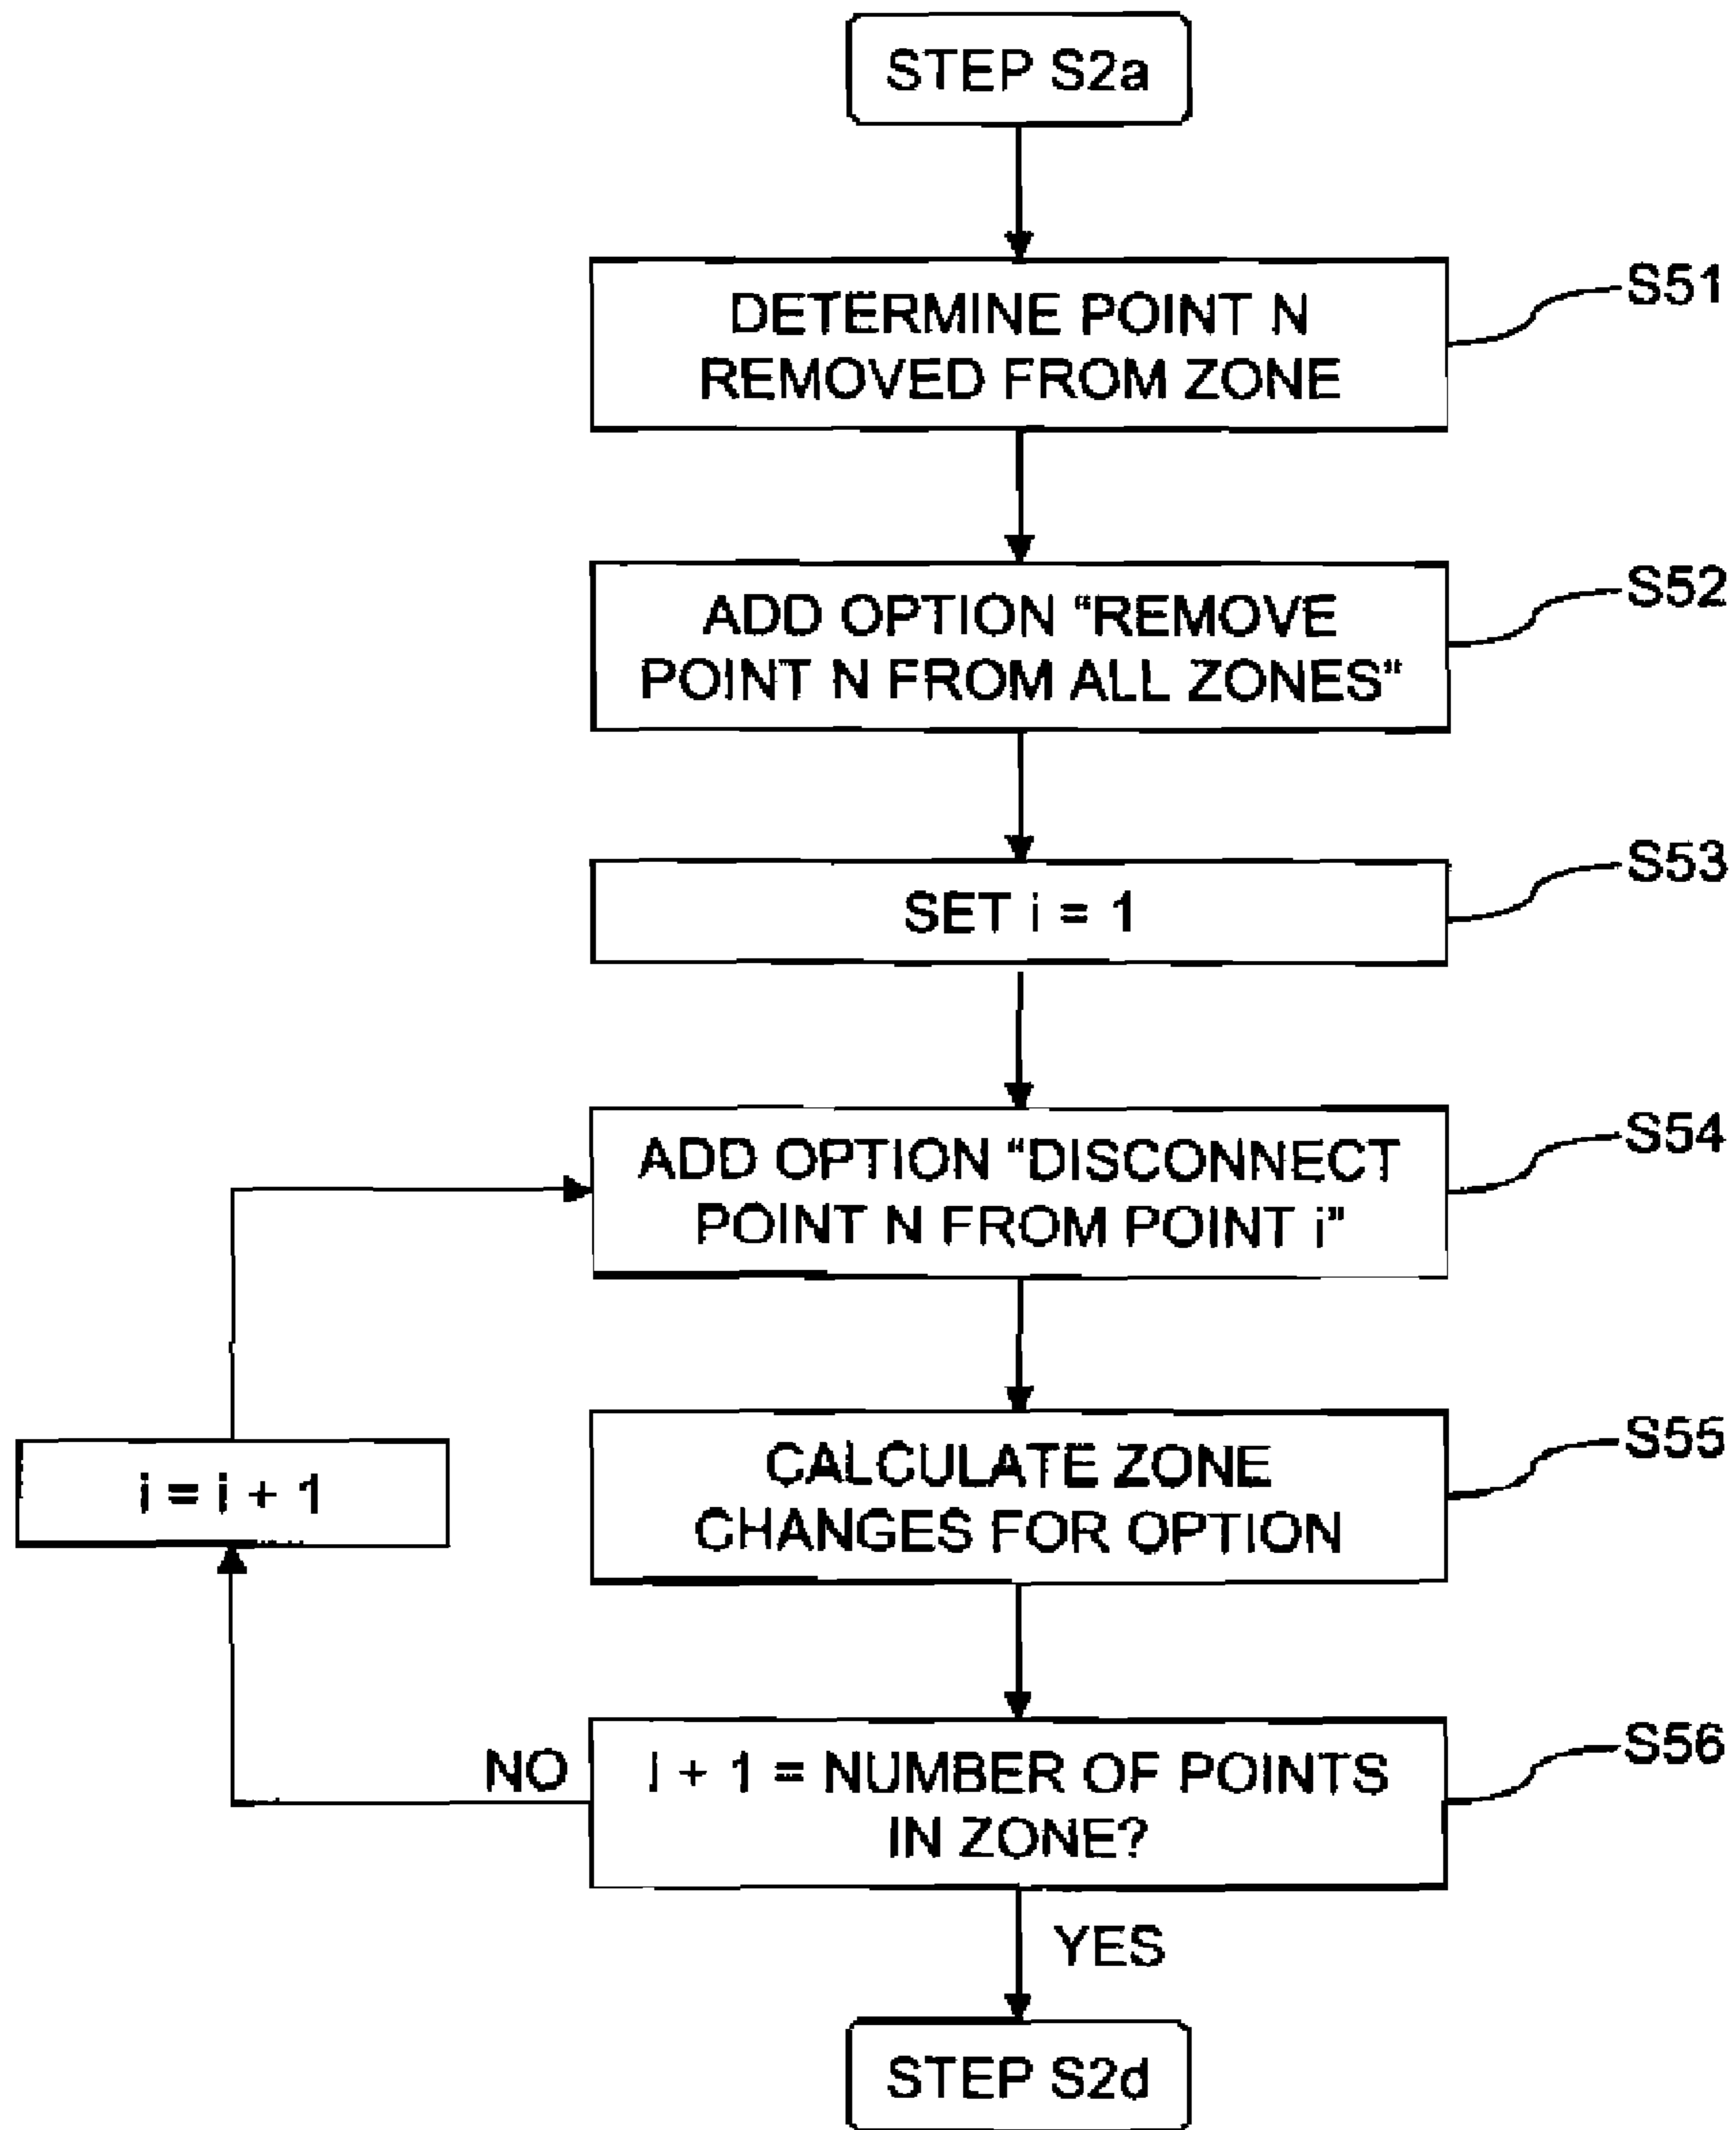 STEP S2a
DETERMINE POINT N
REMOVED FROM ZONE
S51
ADD OPTION “REMOVE
POINT N FROM ALL ZONES“
S52
SET i = 1
S53
ADD OPTION “DISCONNECT
POINT N FROM POINT i”
S54
CALCULATE ZONE
CHANGES FOR OPTION
S55
i = i + 1
NO
I + 1 = NUMBER OF POINTS
IN ZONE?
S56
YES
STEP S2d